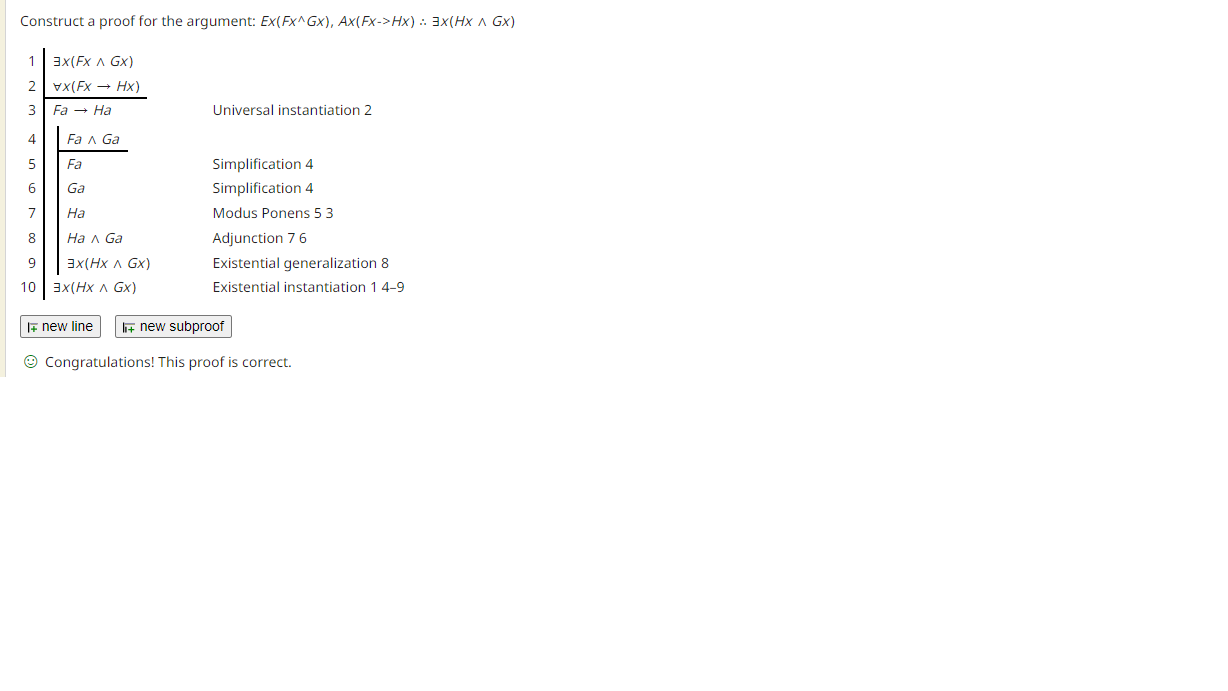 Construct a proof for the argument: Ex(Fx^Gx), Ax(Fx->Hx) ∴ ∃x(Hx ∧ Gx)
1 ∃x(Fx ∧ Gx)
2 ∀x(Fx → Hx)
3 Fa → Ha Universal instantiation 2
4 Fa ∧ Ga
5 Fa Simplification 4
6 Ga Simplification 4
7 Ha Modus Ponens 5 3
8 Ha ∧ Ga Adjunction 7 6
9 ∃x(Hx ∧ Gx) Existential generalization 8
10 ∃x(Hx ∧ Gx) Existential instantiation 1 4–9
new line new subproof
Congratulations! This proof is correct.